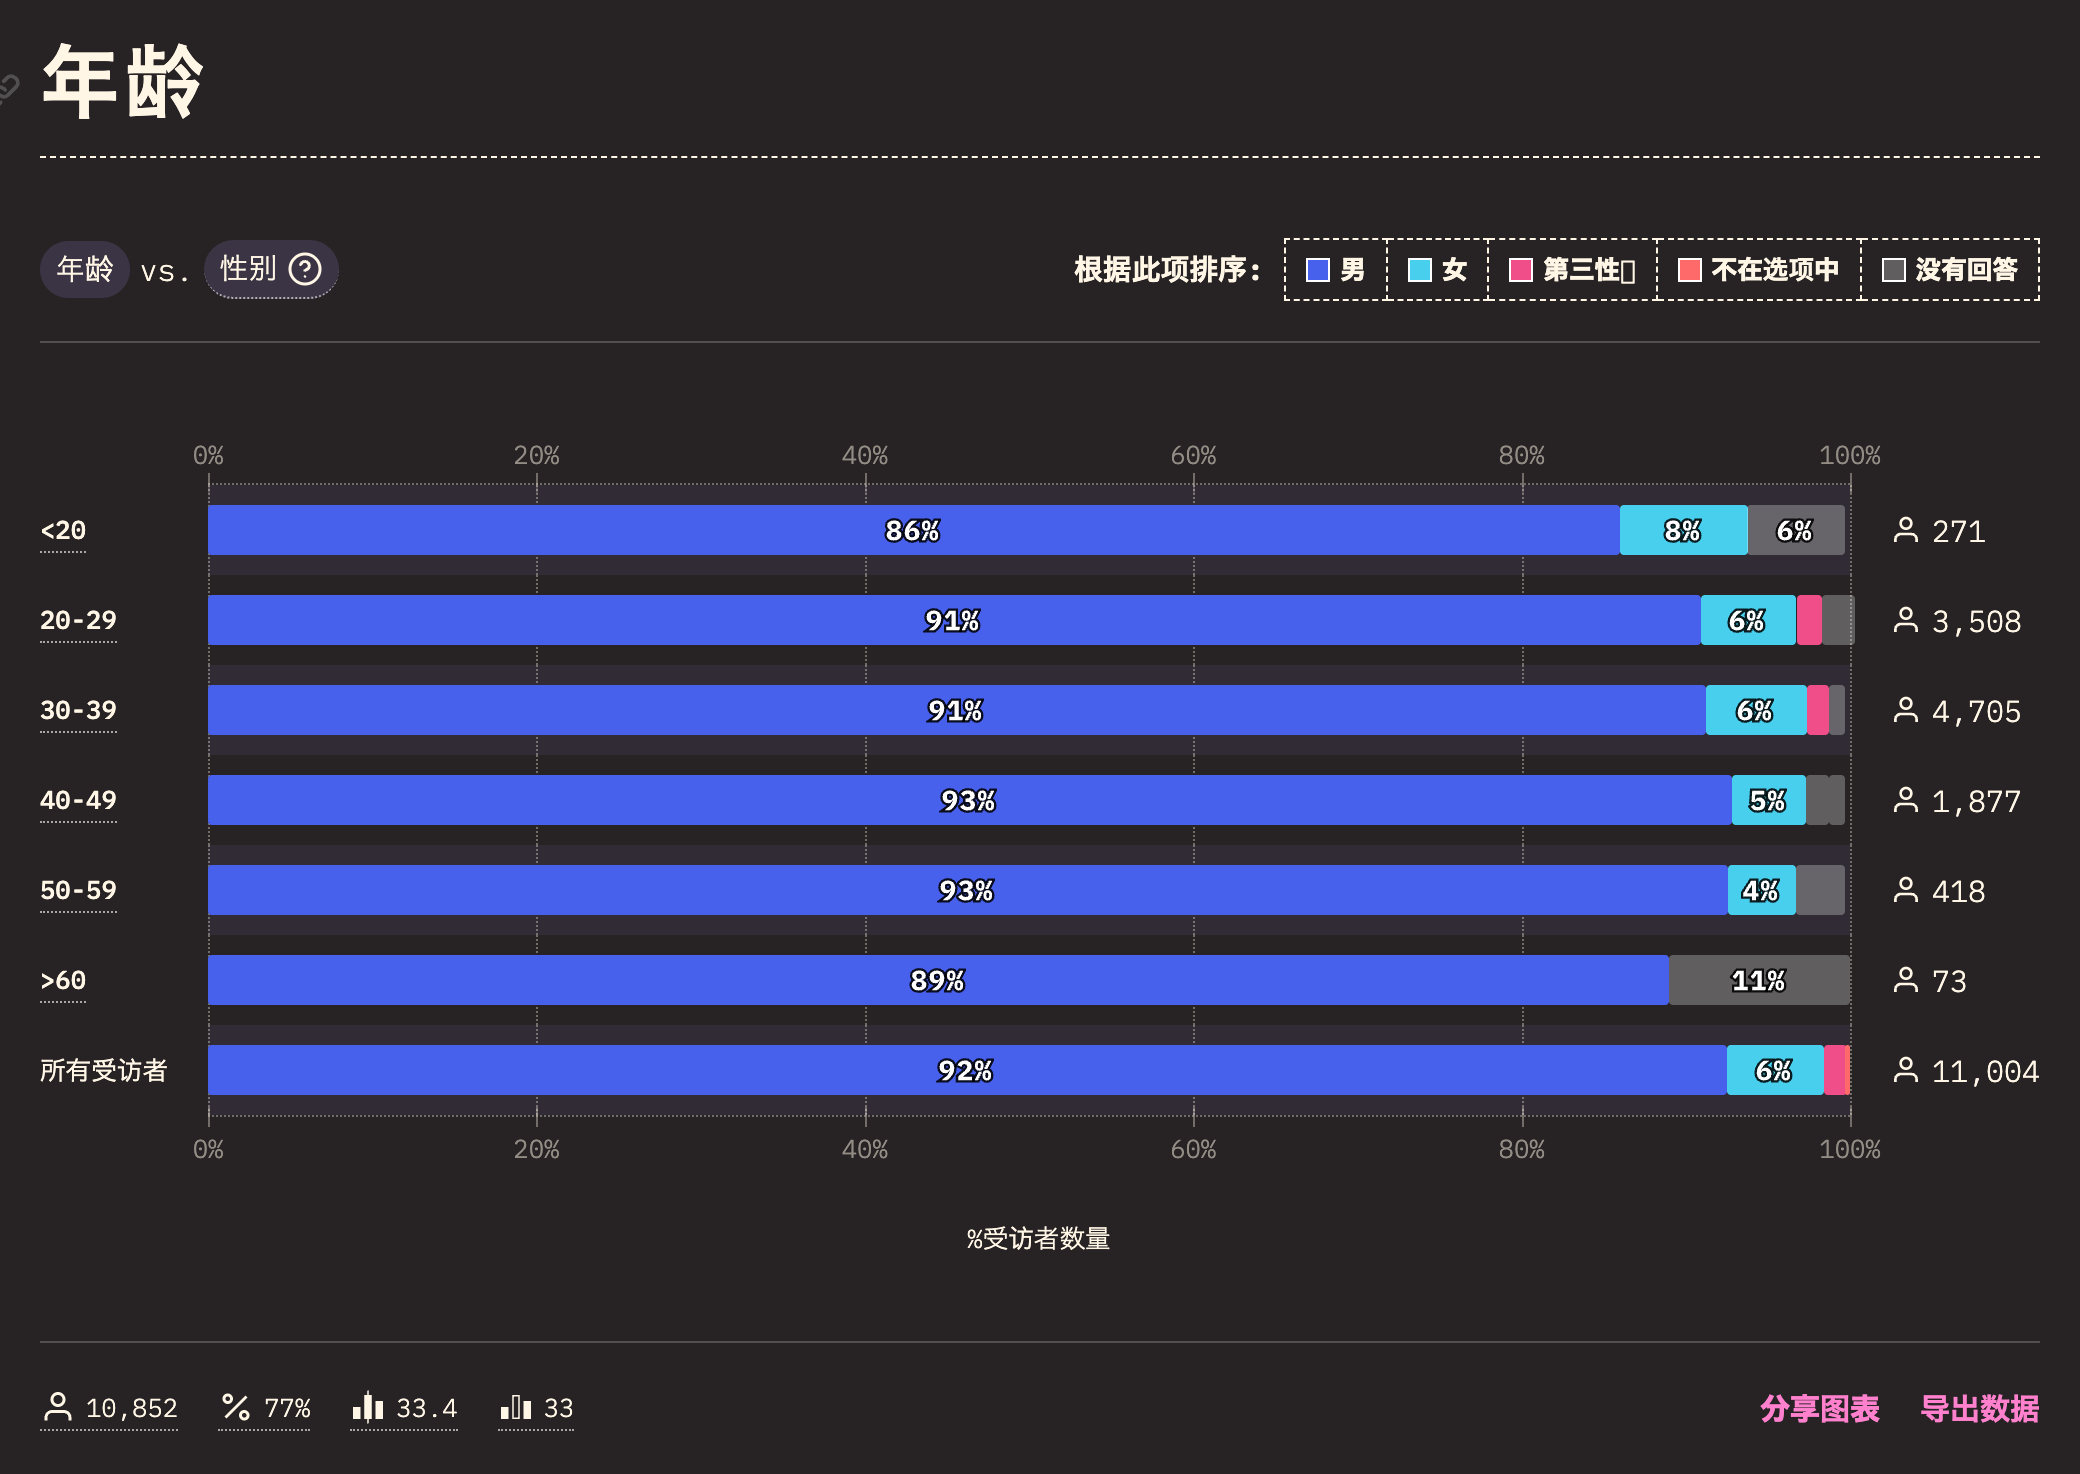 年龄
年龄 vs. 性别
根据此项排序: 男 女 第三性 不在选项中 没有回答
0% 20% 40% 60% 80% 100%
<20 86% 8% 6% 271
20-29 91% 6% 3,508
30-39 91% 6% 4,705
40-49 93% 5% 1,877
50-59 93% 4% 418
>60 89% 11% 73
所有受访者 92% 6% 11,004
0% 20% 40% 60% 80% 100%
%受访者数量
10,852 77% 33.4 33 分享图表 导出数据